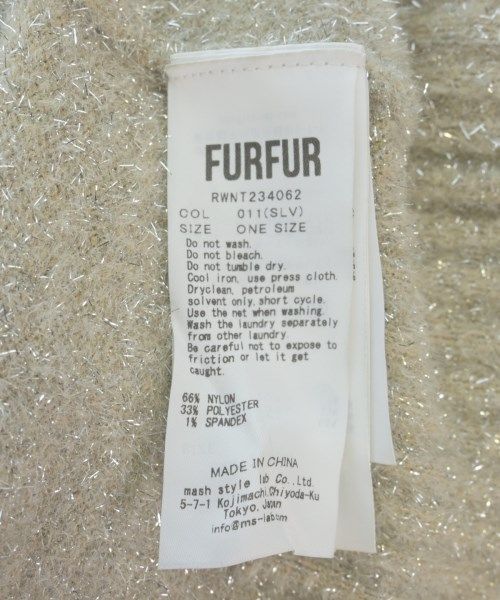 FURFUR
RWNT234062
COL 011(SLV)
SIZE ONE SIZE
Do not wash.
Do not bleach.
Do not tumble dry.
Cool iron, use press cloth.
Dryclean, petroleum
solvent only, short cycle.
Use the net when washing.
Wash the laundry separately
from other laundry.
Be careful not to expose to
friction or let it get
caught.
66% NYLON
33% POLYESTER
1% SPANDEX
MADE IN CHINA
mash style lab Co.,Ltd.
5-7-1 Kojimachi,Chiyoda-Ku
Tokyo, Japan